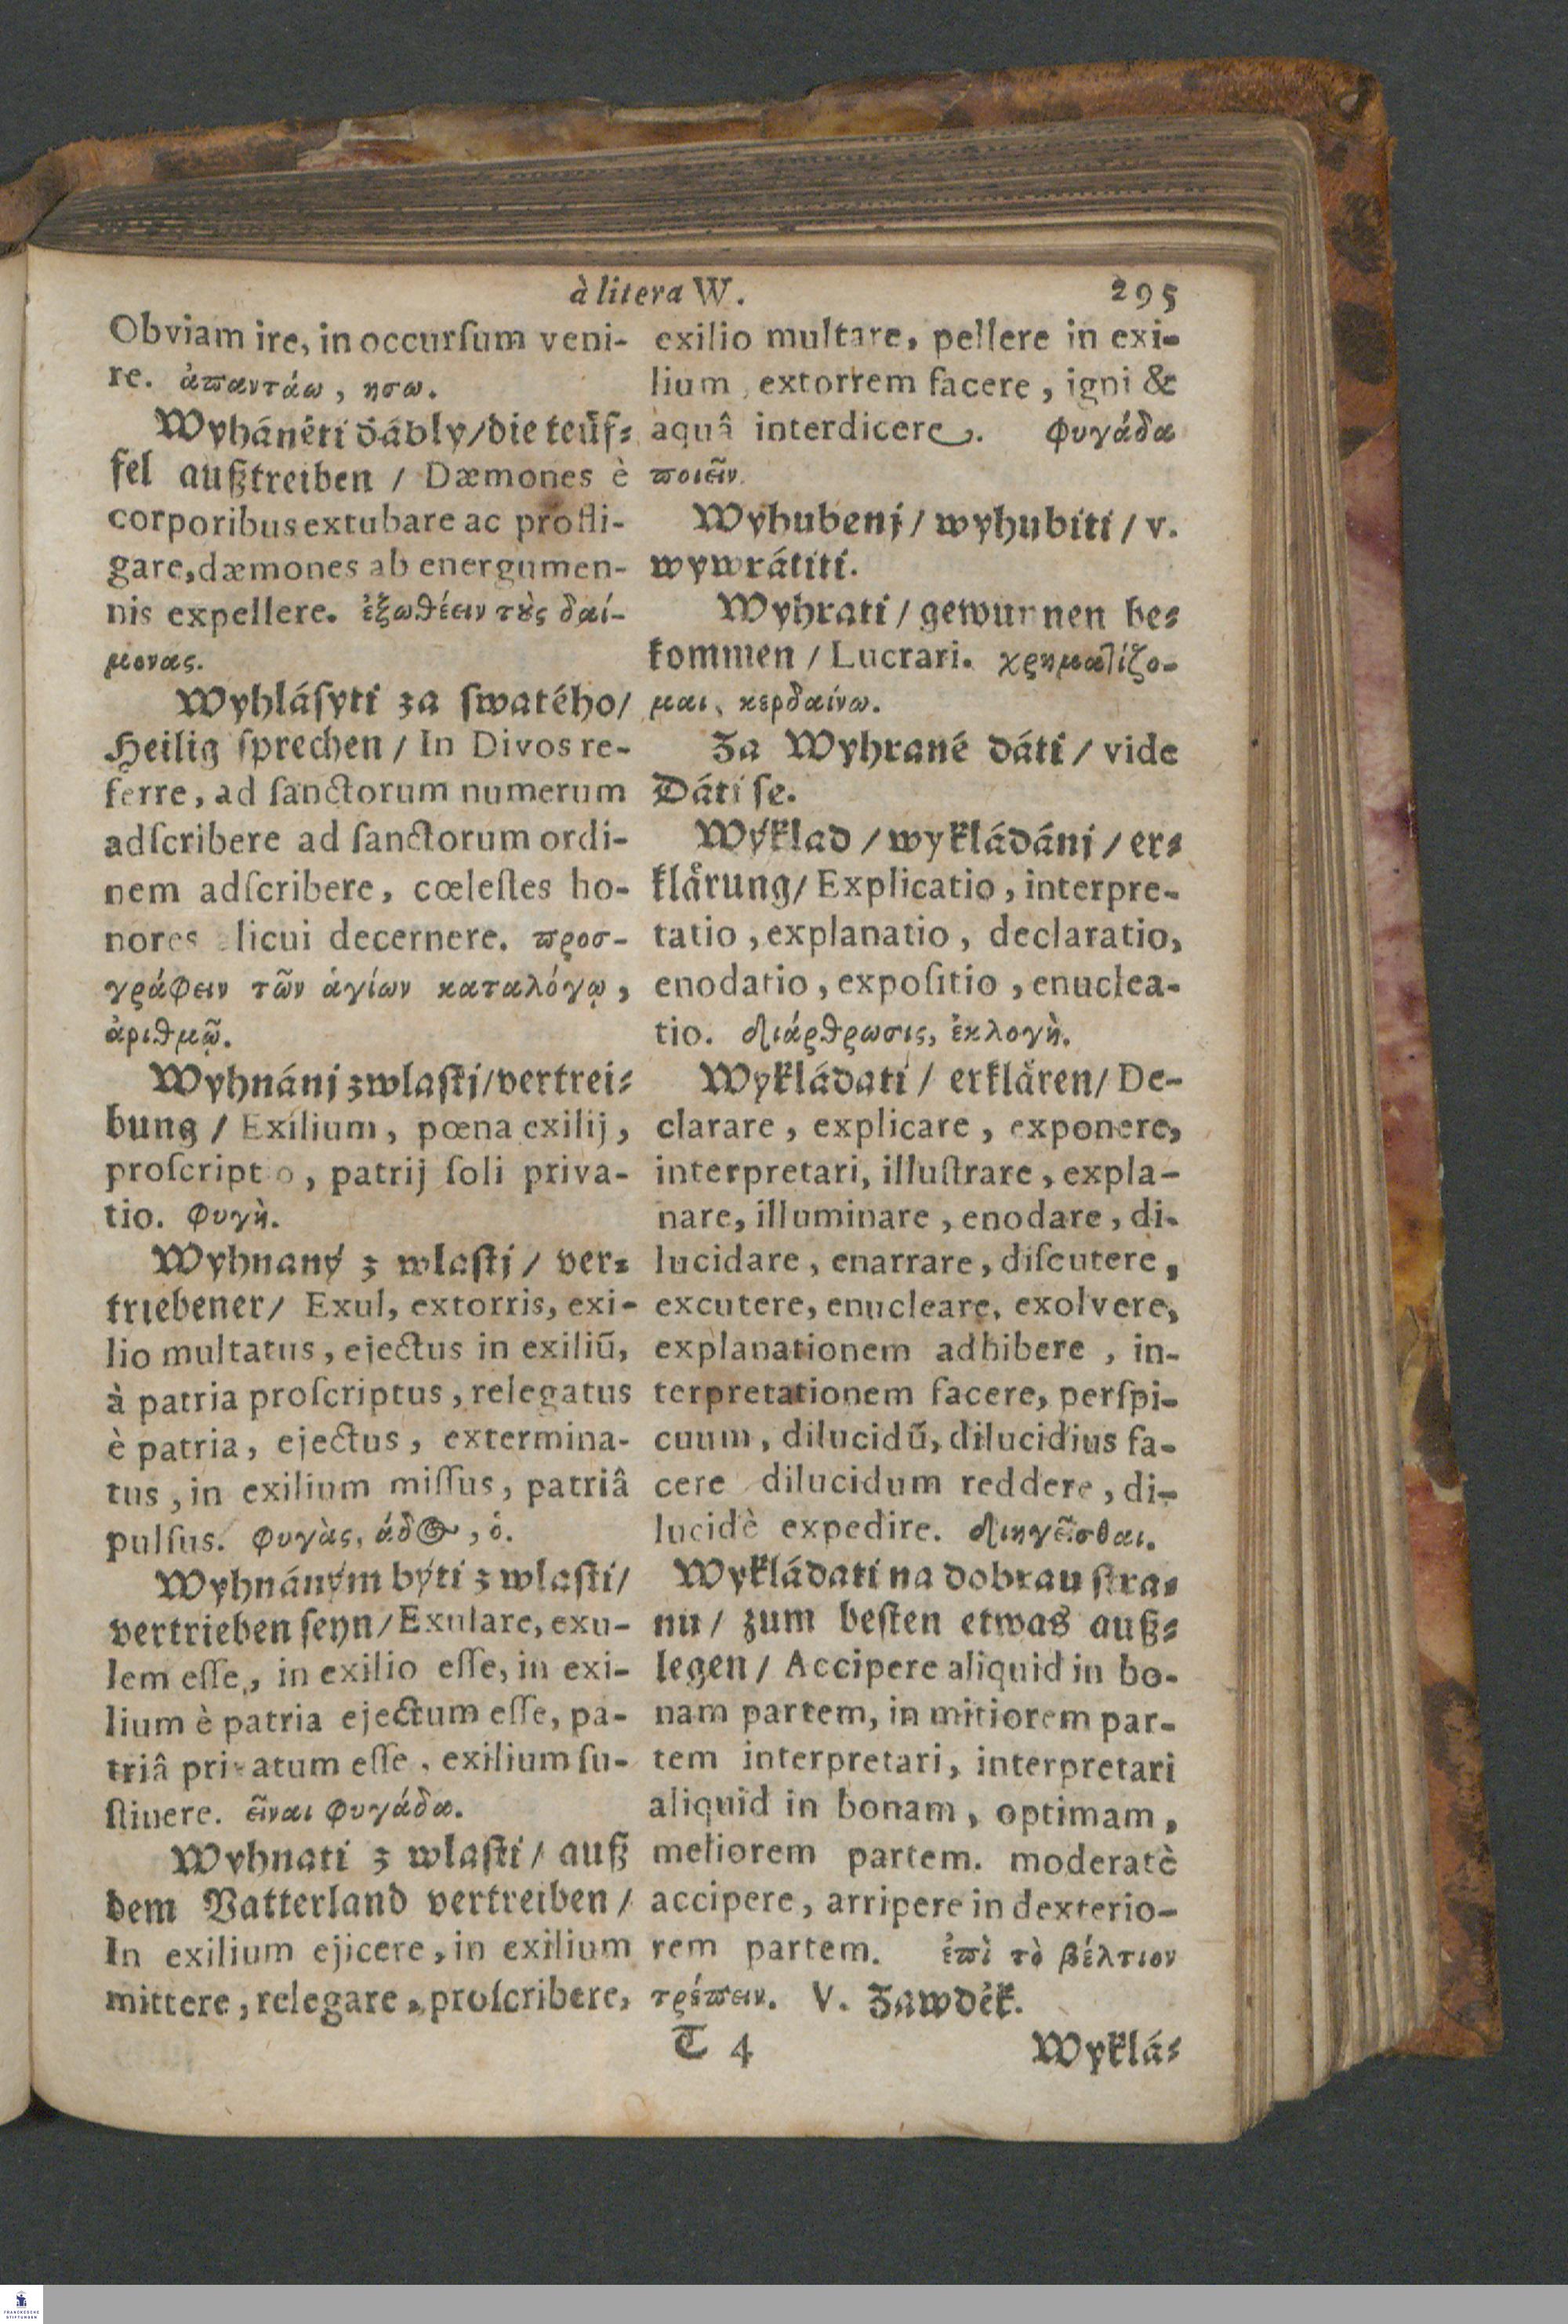 à litera W.
295
Obviam ire, in occurſum veni-
re. ἀπαντάω, ησω.
Wyháněti ďábly/die teüf-
fel außtreiben / Dæmones è
corporibus exturbare ac profli-
gare, dæmones ab energumen-
nis expellere. ἐξωθέειν τȣ̀ς δαί-
μονας.
Wyhláſyti za ſwatého/
Heilig ſprechen / In Divos re-
ferre, ad ſanctorum numerum
adſcribere ad ſanctorum ordi-
nem adſcribere, cœleſtes ho-
nores alicui decernere. προσ-
γράφειν τῶν ἁγίων καταλόγῳ,
ἀριθμῷ.
Wyhnánj zwlaſtj/vertrei-
bung / Exilium, pœna exilij,
proſcriptio, patrij ſoli priva-
tio. φυγὴ.
Wyhnaný z wlaſtj / ver-
triebener/ Exul, extorris, exi-
lio multatus, ejectus in exiliũ,
à patria proſcriptus, relegatus
è patria, ejectus, extermina-
tus, in exilium miſſus, patriâ
pulſus. φυγὰς, άδος, ὁ.
Wyhnáným býti z wlaſti/
vertrieben ſeyn/ Exulare, exu-
lem eſſe, in exilio eſſe, in exi-
lium è patria ejectum eſſe, pa-
triâ privatum eſſe, exilium ſu-
ſtinere. εἶναι φυγάδα.
Wyhnati z wlaſti / auß
dem Vatterland vertreiben /
In exilium ejicere, in exilium
mittere, relegare, proſcribere,
exilio multare, pellere in exi-
lium, extorrem facere, igni &
aquâ interdicere. φυγάδα
ποιεῖν.
Wyhubenj / wyhubiti / v.
wywrátiti.
Wyhrati / gewunnen be-
kommen / Lucrari. χρηματίζο-
μαι, κερδαίνω.
Za Wyhrané dáti / vide
Dáti ſe.
Wýklad / wykládánj / er-
klärung/ Explicatio, interpre-
tatio, explanatio, declaratio,
enodatio, expoſitio, enuclea-
tio. διάρθρωσις, ἐκλογὴ.
Wykládati / erklären/ De-
clarare, explicare, exponere,
interpretari, illuſtrare, expla-
nare, illuminare, enodare, di-
lucidare, enarrare, diſcutere,
excutere, enucleare, exolvere,
explanationem adhibere, in-
terpretationem facere, perſpi-
cuum, dilucidũ, dilucidius fa-
cere dilucidum reddere, di-
lucidè expedire. διηγεῖσθαι.
Wykládati na dobrau ſtra-
nu / zum beſten etwas auß-
legen / Accipere aliquid in bo-
nam partem, in mitiorem par-
tem interpretari, interpretari
aliquid in bonam, optimam,
meliorem partem. moderatè
accipere, arripere in dexterio-
rem partem. ἐπὶ τὸ βέλτιον
τρέπειν. V. Zawděk.
T 4
Wyklá-
FRANCKESCHE
STIFTUNGEN